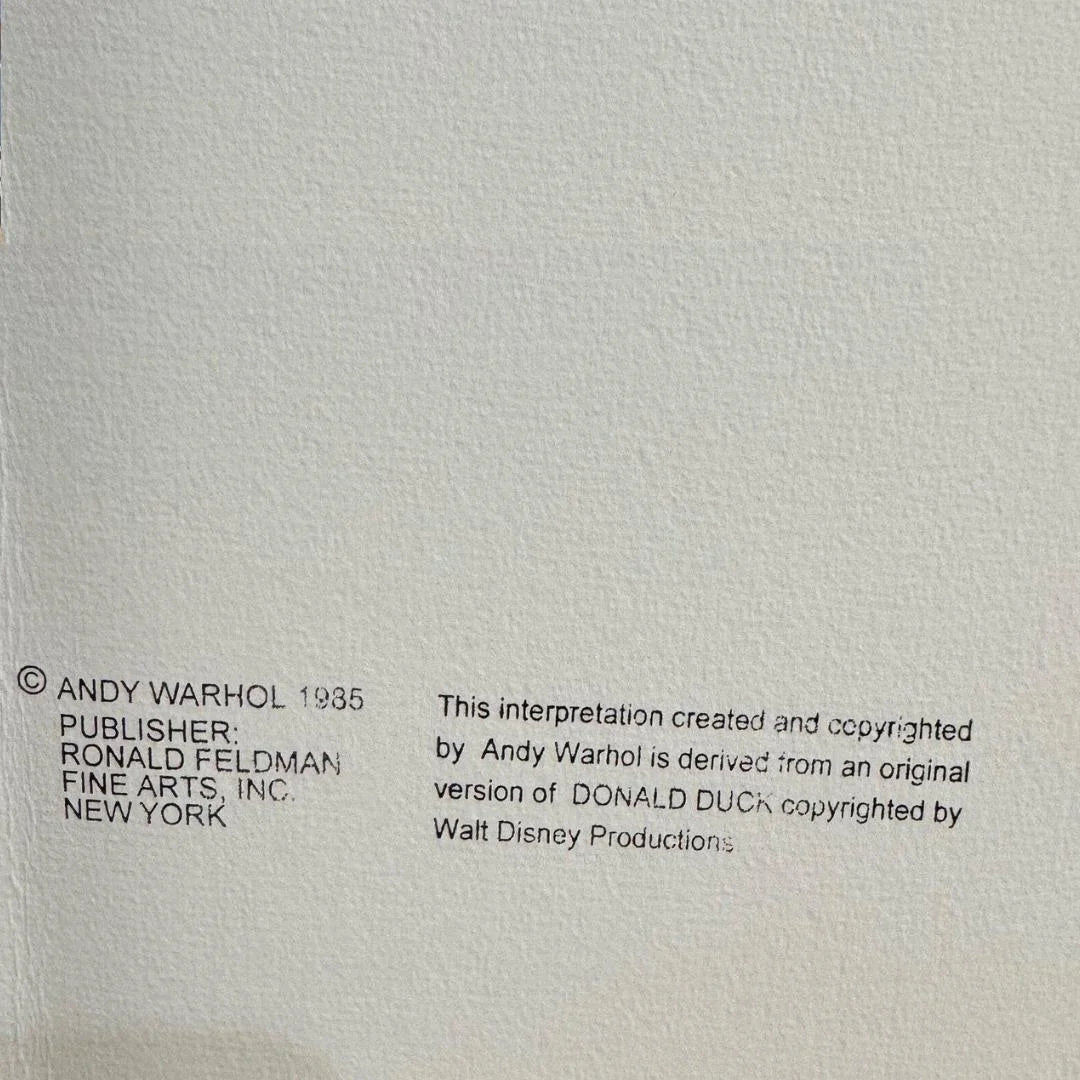 © ANDY WARHOL 1985
PUBLISHER:
RONALD FELDMAN
FINE ARTS, INC.
NEW YORK
This interpretation created and copyrighted
by Andy Warhol is derived from an original
version of DONALD DUCK copyrighted by
Walt Disney Productions